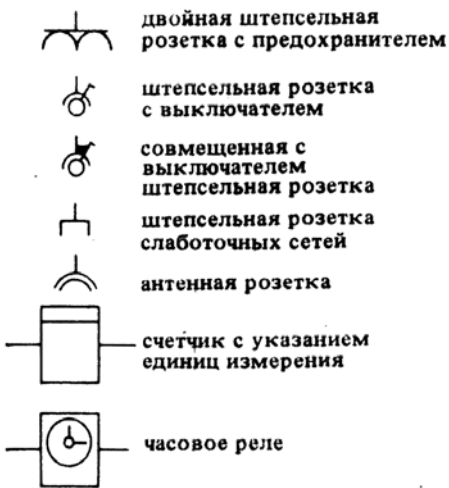 двойная штепсельная
розетка с предохранителем
штепсельная розетка
с выключателем
совмещенная с
выключателем
штепсельная розетка
штепсельная розетка
слаботочных сетей
антенная розетка
счетчик с указанием
единиц измерения
часовое реле